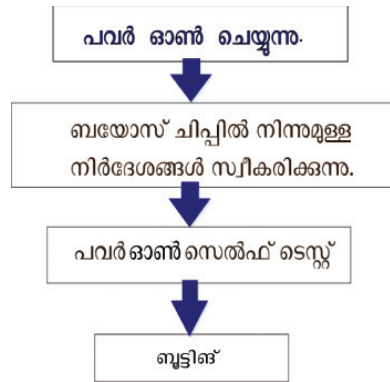 പവർ ഓൺ ചെയ്യുന്നു.
ബയോസ് ചിപ്പിൽ നിന്നുമുള്ള
നിർദേശങ്ങൾ സ്വീകരിക്കുന്നു.
പവർ ഓൺ സെൽഫ് ടെസ്റ്റ്
ബൂട്ടിങ്